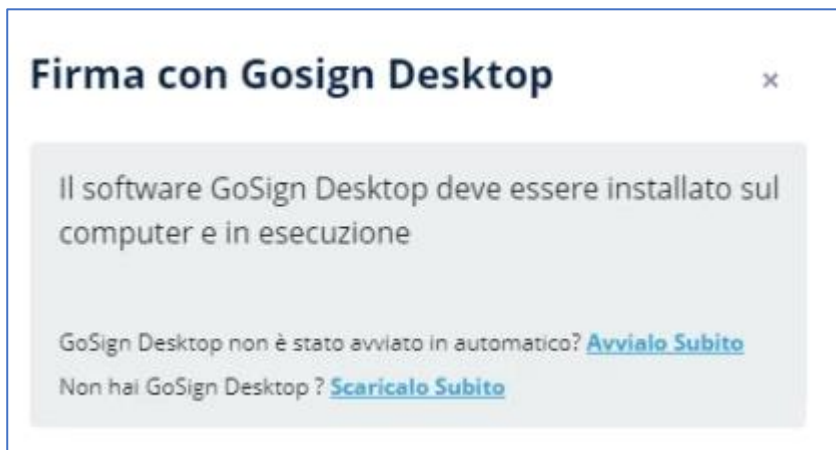 Firma con Gosign Desktop
×
Il software GoSign Desktop deve essere installato sul
computer e in esecuzione
GoSign Desktop non è stato avviato in automatico? Avvialo Subito
Non hai GoSign Desktop ? Scaricalo Subito